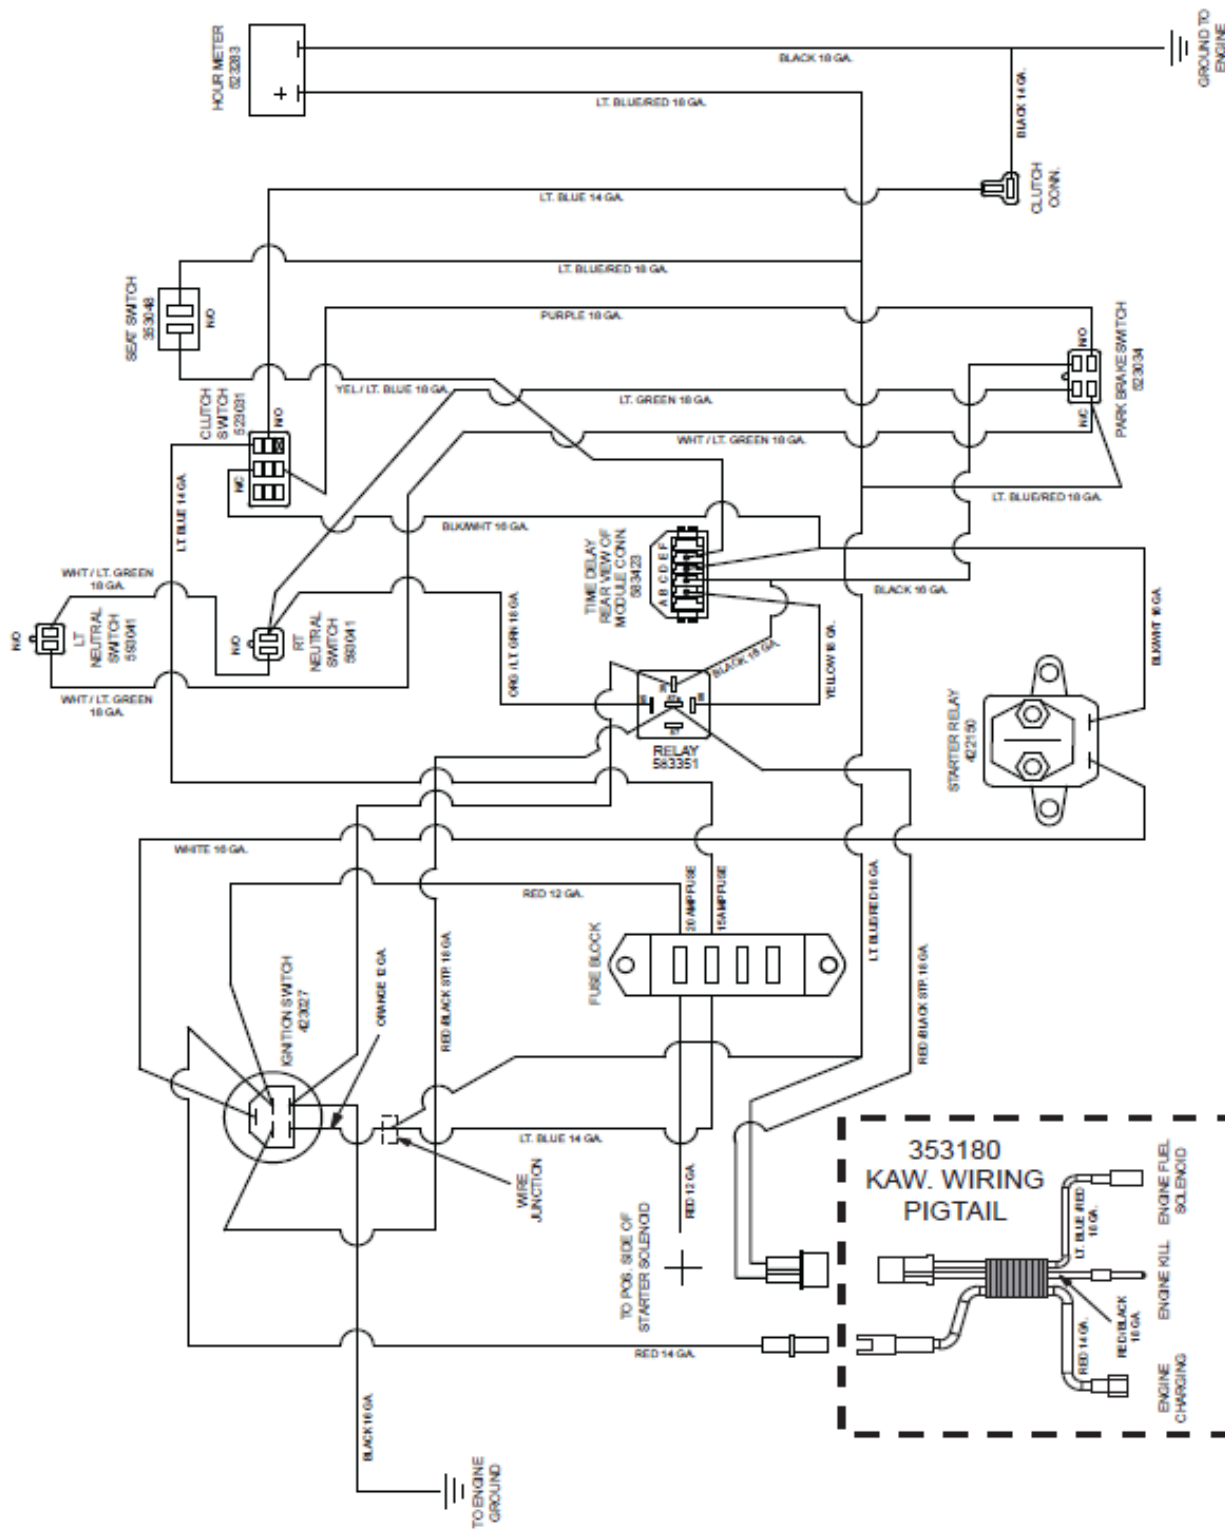 HOUR METER
523283
BLACK 18 GA.
GROUND TO
ENGINE
LT. BLUE/RED 18 GA.
BLACK 14 GA.
CLUTCH
CONN.
LT. BLUE 14 GA.
SEAT SWITCH
353048
N/O
LT. BLUE/RED 18 GA.
PURPLE 18 GA.
YEL / LT. BLUE 18 GA.
CLUTCH
SWITCH
523031
N/O
N/C
LT. GREEN 18 GA.
N/O
N/C
PARK BRAKE SWITCH
523034
WHT / LT. GREEN 18 GA.
LT BLUE 14 GA.
LT. BLUE/RED 18 GA.
BLK/WHT 16 GA.
WHT / LT. GREEN
18 GA.
N/O
LT
NEUTRAL
SWITCH
593041
N/O
RT
NEUTRAL
SWITCH
593041
WHT / LT. GREEN
18 GA.
ORG / LT. GRN 18 GA.
TIME DELAY
REAR VIEW OF
MODULE CONN.
583423
A B C D E F
BLACK 16 GA.
BLACK 18 GA.
YELLOW 18 GA.
BLK/WHT 16 GA.
87
RELAY
583351
STARTER RELAY
422150
WHITE 16 GA.
RED 12 GA.
20 AMP FUSE
15 AMP FUSE
FUSE BLOCK
LT BLUE/RED 18 GA.
RED/BLACK STP. 18 GA.
IGNITION SWITCH
423027
ORANGE 12 GA.
RED/BLACK STP. 18 GA.
LT. BLUE 14 GA.
WIRE
JUNCTION
RED 12 GA.
TO POS. SIDE OF
STARTER SOLENOID
RED 14 GA.
BLACK 16 GA.
TO ENGINE
GROUND
353180
KAW. WIRING
PIGTAIL
LT. BLUE /RED
18 GA.
ENGINE FUEL
SOLENOID
ENGINE KILL
RED/BLACK
18 GA.
RED 14 GA.
ENGINE
CHARGING